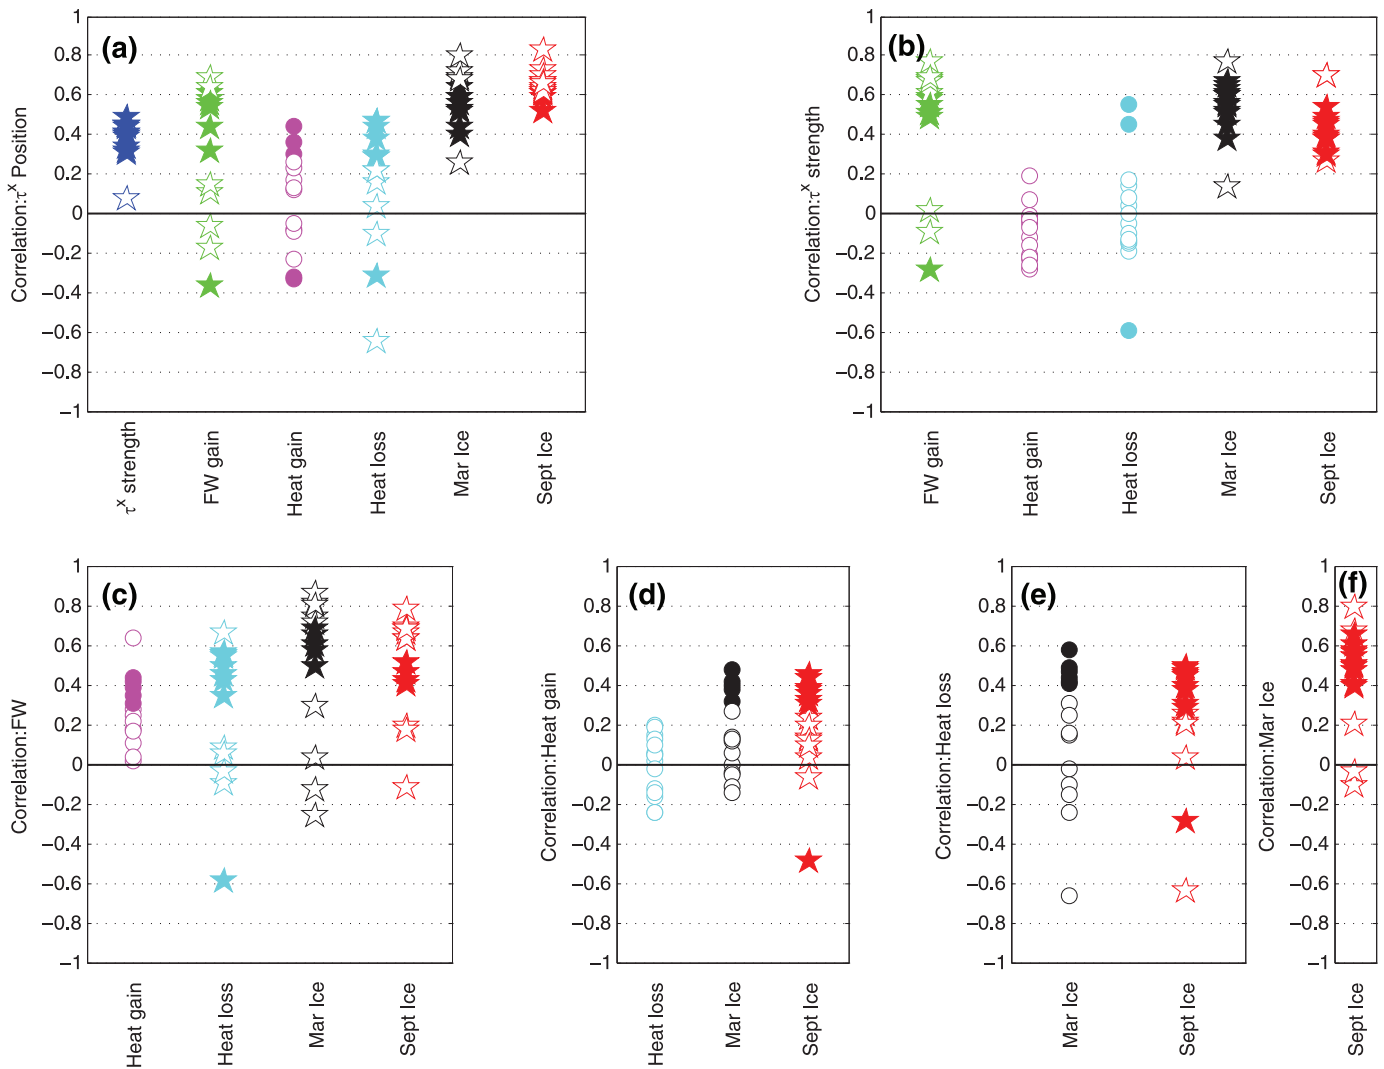 (a)
Correlation:τˣ Position
1
0.8
0.6
0.4
0.2
0
−0.2
−0.4
−0.6
−0.8
−1
τˣ strength
FW gain
Heat gain
Heat loss
Mar Ice
Sept Ice
(b)
Correlation:τˣ strength
1
0.8
0.6
0.4
0.2
0
−0.2
−0.4
−0.6
−0.8
−1
FW gain
Heat gain
Heat loss
Mar Ice
Sept Ice
(c)
Correlation:FW
1
0.8
0.6
0.4
0.2
0
−0.2
−0.4
−0.6
−0.8
−1
Heat gain
Heat loss
Mar Ice
Sept Ice
(d)
Correlation:Heat gain
1
0.8
0.6
0.4
0.2
0
−0.2
−0.4
−0.6
−0.8
−1
Heat loss
Mar Ice
Sept Ice
(e)
Correlation:Heat loss
1
0.8
0.6
0.4
0.2
0
−0.2
−0.4
−0.6
−0.8
−1
Mar Ice
Sept Ice
(f)
Correlation:Mar Ice
1
0.8
0.6
0.4
0.2
0
−0.2
−0.4
−0.6
−0.8
−1
Sept Ice